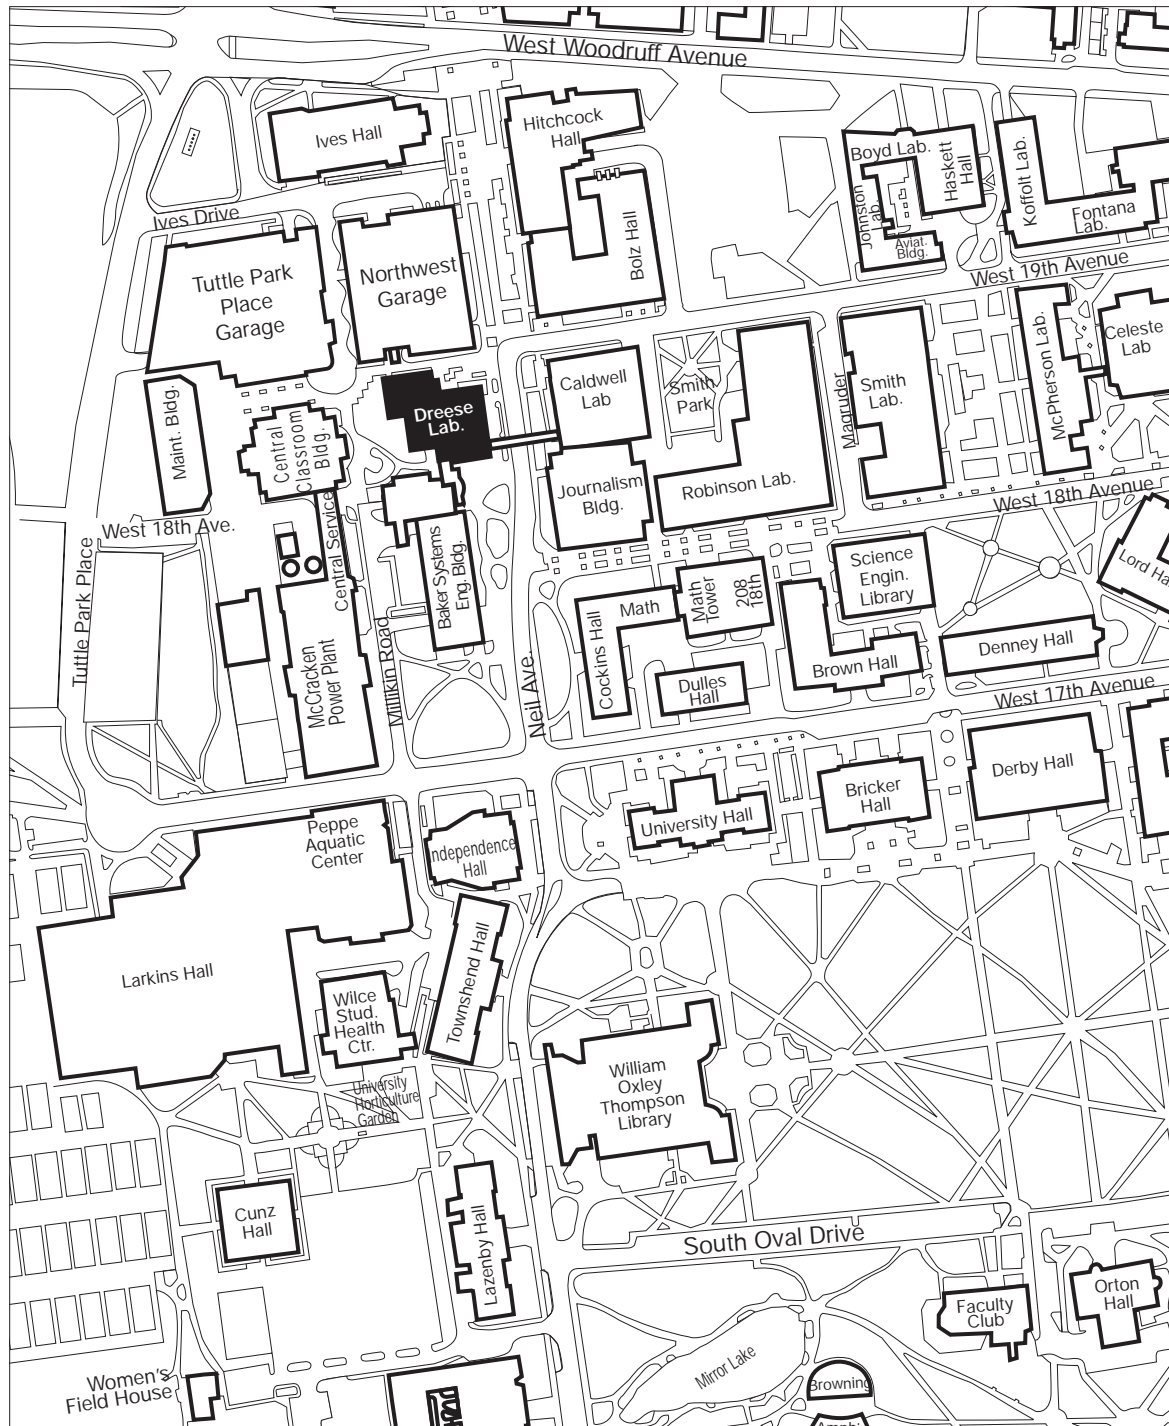 West Woodruff Avenue
Ives Hall
Hitchcock
Hall
Boyd Lab.
Haskett
Hall
Koffolt Lab.
Johnston
Lab.
Aviat.
Bldg.
Fontana
Lab.
Ives Drive
West 19th Avenue
Tuttle Park
Place
Garage
Northwest
Garage
Bolz Hall
Caldwell
Lab
Smith
Park
Magruder
Smith
Lab.
McPherson Lab.
Celeste
Lab
Maint. Bldg.
Central
Classroom
Bldg.
Dreese
Lab.
Journalism
Bldg.
Robinson Lab.
West 18th Avenue
West 18th Ave.
Central Service
Baker Systems
Eng. Bldg.
Science
Engin.
Library
Lord Ha
Tuttle Park Place
Math
Math
Tower
208
18th
Cockins Hall
Dulles
Hall
Brown Hall
Denney Hall
West 17th Avenue
McCracken
Power Plant
Millikin Road
Neil Ave.
Derby Hall
Bricker
Hall
University Hall
Peppe
Aquatic
Center
Independence
Hall
Larkins Hall
Townshend Hall
Wilce
Stud.
Health
Ctr.
William
Oxley
Thompson
Library
University
Horticulture
Garden
Cunz
Hall
Lazenby Hall
South Oval Drive
Faculty
Club
Orton
Hall
Mirror Lake
Browning
Amphi
Women's
Field House